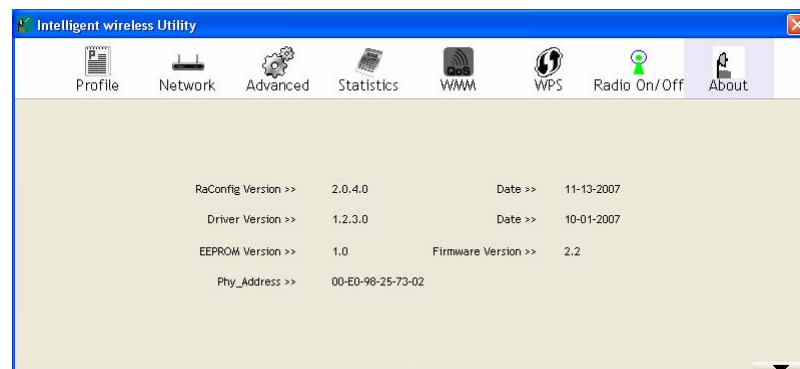 Intelligent wireless Utility
Profile Network Advanced Statistics QoS WMM WPS Radio On/Off About
RaConfig Version >> 2.0.4.0 Date >> 11-13-2007
Driver Version >> 1.2.3.0 Date >> 10-01-2007
EEPROM Version >> 1.0 Firmware Version >> 2.2
Phy_Address >> 00-E0-98-25-73-02